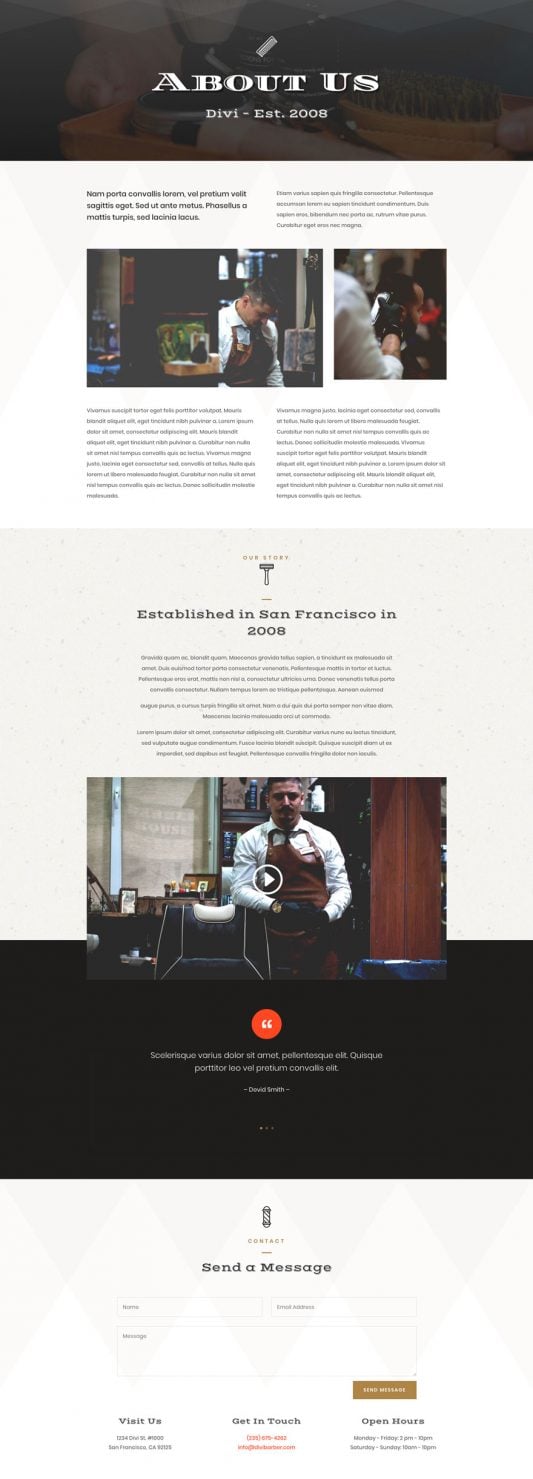 About Us
Divi - Est. 2008
Nam porta convallis lorem, vel pretium velit
sagittis eget. Sed ut ante metus. Phasellus a
mattis turpis, sed lacinia lacus.
Etiam varius sapien quis fringilla consectetur. Pellentesque
accumsan lorem eu sapien tincidunt condimentum. Duis
sapien eros, bibendum nec porta ac, rutrum vitae purus.
Curabitur eget eros nec magna.
Vivamus suscipit tortor eget felis porttitor volutpat. Mauris
blandit aliquet elit, eget tincidunt nibh pulvinar a. Lorem ipsum
dolor sit amet, consectetur adipiscing elit. Mauris blandit
aliquet elit, eget tincidunt nibh pulvinar a. Curabitur non nulla
sit amet nisl tempus convallis quis ac lectus. Vivamus magna
justo, lacinia eget consectetur sed, convallis at tellus. Nulla quis
lorem ut libero malesuada feugiat. Curabitur non nulla sit amet
nisl tempus convallis quis ac lectus. Donec sollicitudin molestie
malesuada.
Vivamus magna justo, lacinia eget consectetur sed, convallis
at tellus. Nulla quis lorem ut libero malesuada feugiat.
Curabitur non nulla sit amet nisl tempus convallis quis ac
lectus. Donec sollicitudin molestie malesuada. Vivamus
suscipit tortor eget felis porttitor volutpat. Mauris blandit
aliquet elit, eget tincidunt nibh pulvinar a. Lorem ipsum dolor sit
amet, consectetur adipiscing elit. Mauris blandit aliquet elit,
eget tincidunt nibh pulvinar a. Curabitur non nulla sit amet nisl
tempus convallis quis ac lectus.
OUR STORY
Established in San Francisco in
2008
Gravida quam ac, blandit quam. Maecenas gravida tellus sapien, a tincidunt ex malesuada sit
amet. Duis euismod tortor porta consectetur venenatis. Pellentesque mattis in tortor et luctus.
Pellentesque eros erat, mattis non nisl a, consectetur ultricies urna. Donec venenatis tellus porta
convallis consectetur. Nullam tempus lorem ac tristique pellentesque. Aenean euismod
augue purus, a cursus turpis fringilla sit amet. Nam a dui quis dui porta semper non vitae diam.
Maecenas lacinia malesuada orci ut commodo.
Lorem ipsum dolor sit amet, consectetur adipiscing elit. Curabitur varius nunc eu lectus tincidunt,
sed vulputate augue condimentum. Fusce lacinia blandit suscipit. Quisque suscipit diam ut ex
imperdiet, sed dapibus est feugiat. Pellentesque convallis fringilla dolor non iaculis.
Scelerisque varius dolor sit amet, pellentesque elit. Quisque
porttitor leo vel pretium convallis elit.
– David Smith –
CONTACT
Send a Message
Name
Email Address
Message
SEND MESSAGE
Visit Us
1234 Divi St. #1000
San Francisco, CA 92105
Get In Touch
(235) 670-4262
info@divibarber.com
Open Hours
Monday - Friday: 2 pm - 10pm
Saturday - Sunday: 10am - 10pm